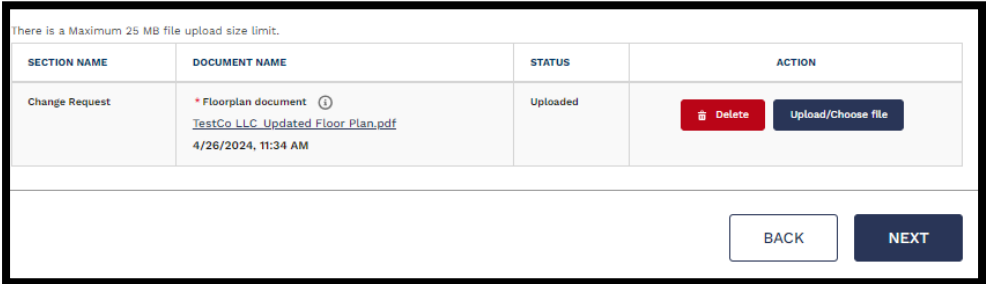 There is a Maximum 25 MB file upload size limit.
SECTION NAME DOCUMENT NAME STATUS ACTION
Change Request * Floorplan document i Uploaded Delete Upload/Choose file
TestCo LLC_Updated Floor Plan.pdf
4/26/2024, 11:34 AM
BACK NEXT